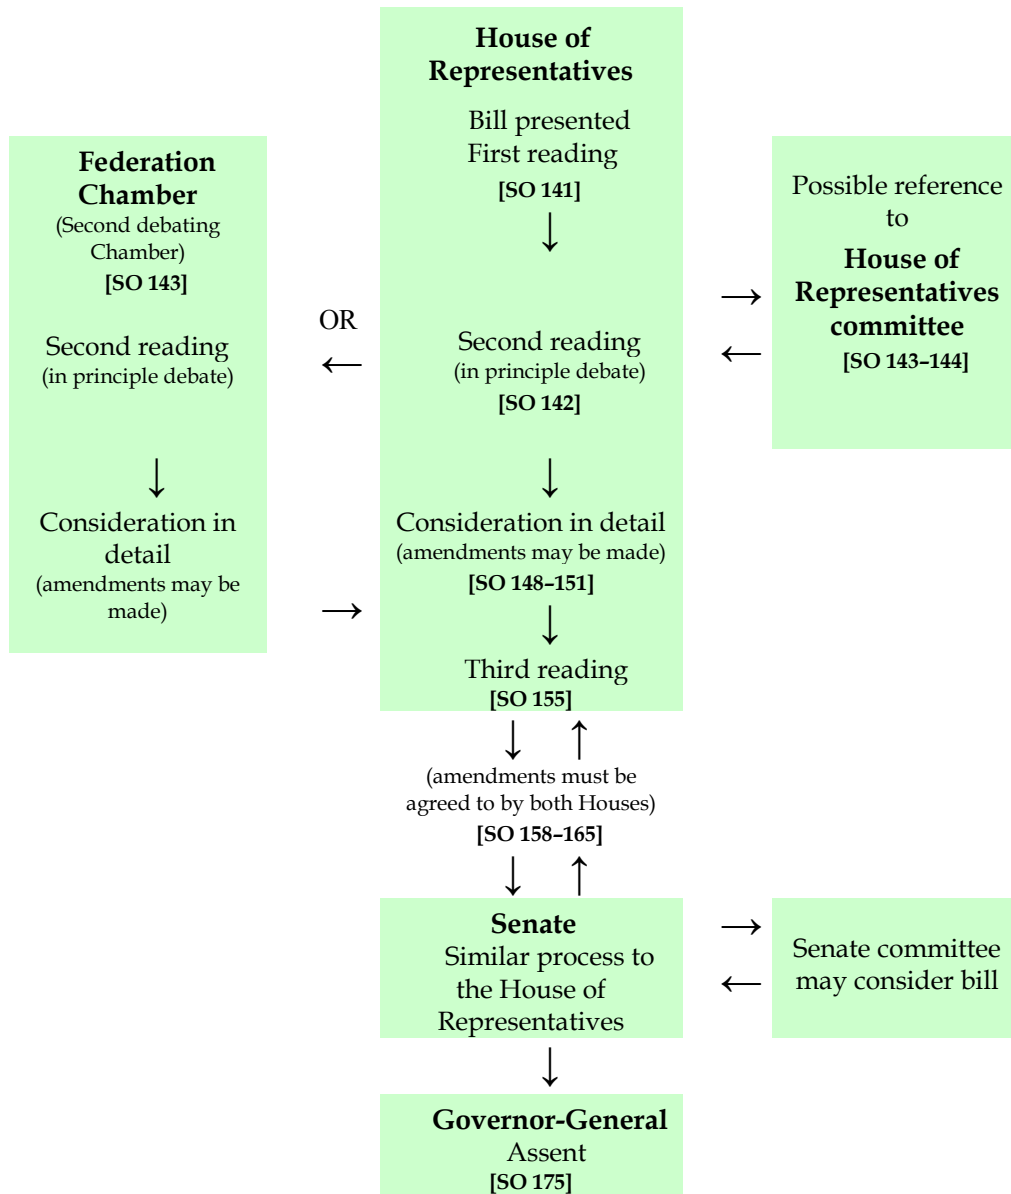 House of
Representatives
Bill presented
First reading
[SO 141]
Federation
Chamber
(Second debating
Chamber)
[SO 143]
Second reading
(in principle debate)
Consideration in
detail
(amendments may be
made)
OR
Second reading
(in principle debate)
[SO 142]
Consideration in detail
(amendments may be made)
[SO 148–151]
Third reading
[SO 155]
Possible reference
to
House of
Representatives
committee
[SO 143–144]
(amendments must be
agreed to by both Houses)
[SO 158–165]
Senate
Similar process to
the House of
Representatives
Senate committee
may consider bill
Governor-General
Assent
[SO 175]